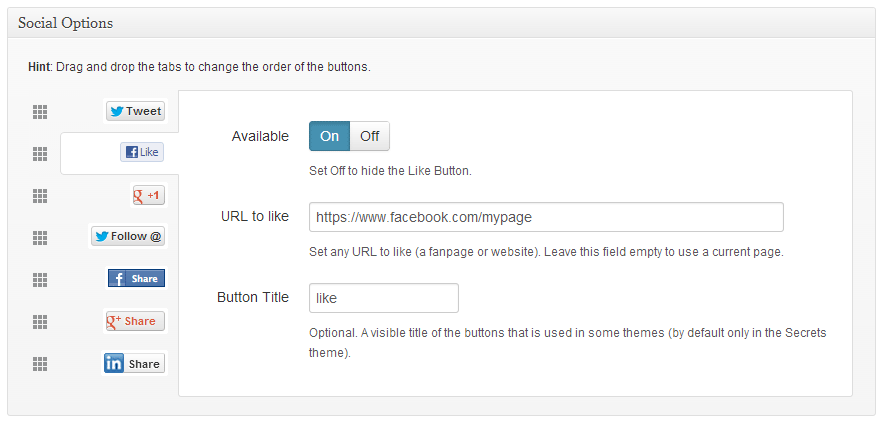 Social Options
Hint: Drag and drop the tabs to change the order of the buttons.
Tweet
Like
g +1
Follow @
f Share
g+ Share
in Share
Available
On Off
Set Off to hide the Like Button.
URL to like
https://www.facebook.com/mypage
Set any URL to like (a fanpage or website). Leave this field empty to use a current page.
Button Title
like
Optional. A visible title of the buttons that is used in some themes (by default only in the Secrets
theme).